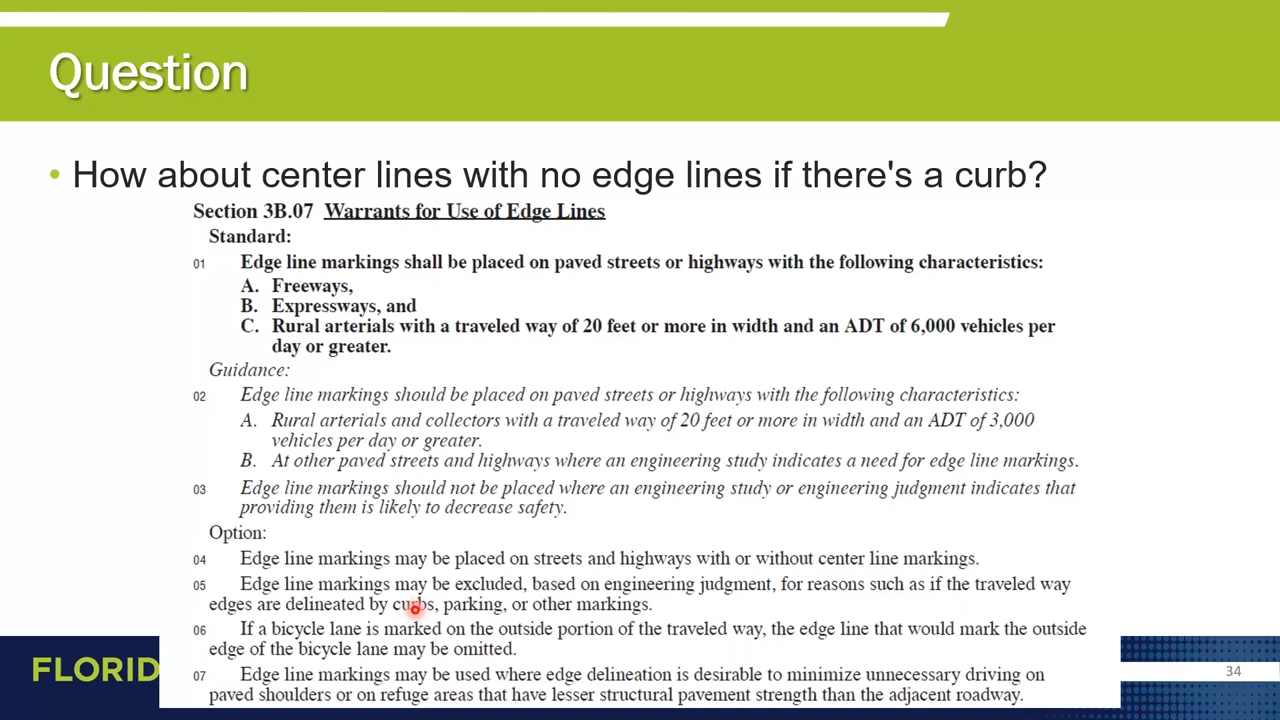 Question
• How about center lines with no edge lines if there's a curb?
Section 3B.07 Warrants for Use of Edge Lines
Standard:
01 Edge line markings shall be placed on paved streets or highways with the following characteristics:
A. Freeways,
B. Expressways, and
C. Rural arterials with a traveled way of 20 feet or more in width and an ADT of 6,000 vehicles per
day or greater.
Guidance:
02 Edge line markings should be placed on paved streets or highways with the following characteristics:
A. Rural arterials and collectors with a traveled way of 20 feet or more in width and an ADT of 3,000
vehicles per day or greater.
B. At other paved streets and highways where an engineering study indicates a need for edge line markings.
03 Edge line markings should not be placed where an engineering study or engineering judgment indicates that
providing them is likely to decrease safety.
Option:
04 Edge line markings may be placed on streets and highways with or without center line markings.
05 Edge line markings may be excluded, based on engineering judgment, for reasons such as if the traveled way
edges are delineated by curbs, parking, or other markings.
06 If a bicycle lane is marked on the outside portion of the traveled way, the edge line that would mark the outside
edge of the bicycle lane may be omitted.
07 Edge line markings may be used where edge delineation is desirable to minimize unnecessary driving on
paved shoulders or on refuge areas that have lesser structural pavement strength than the adjacent roadway.
FLORID
34